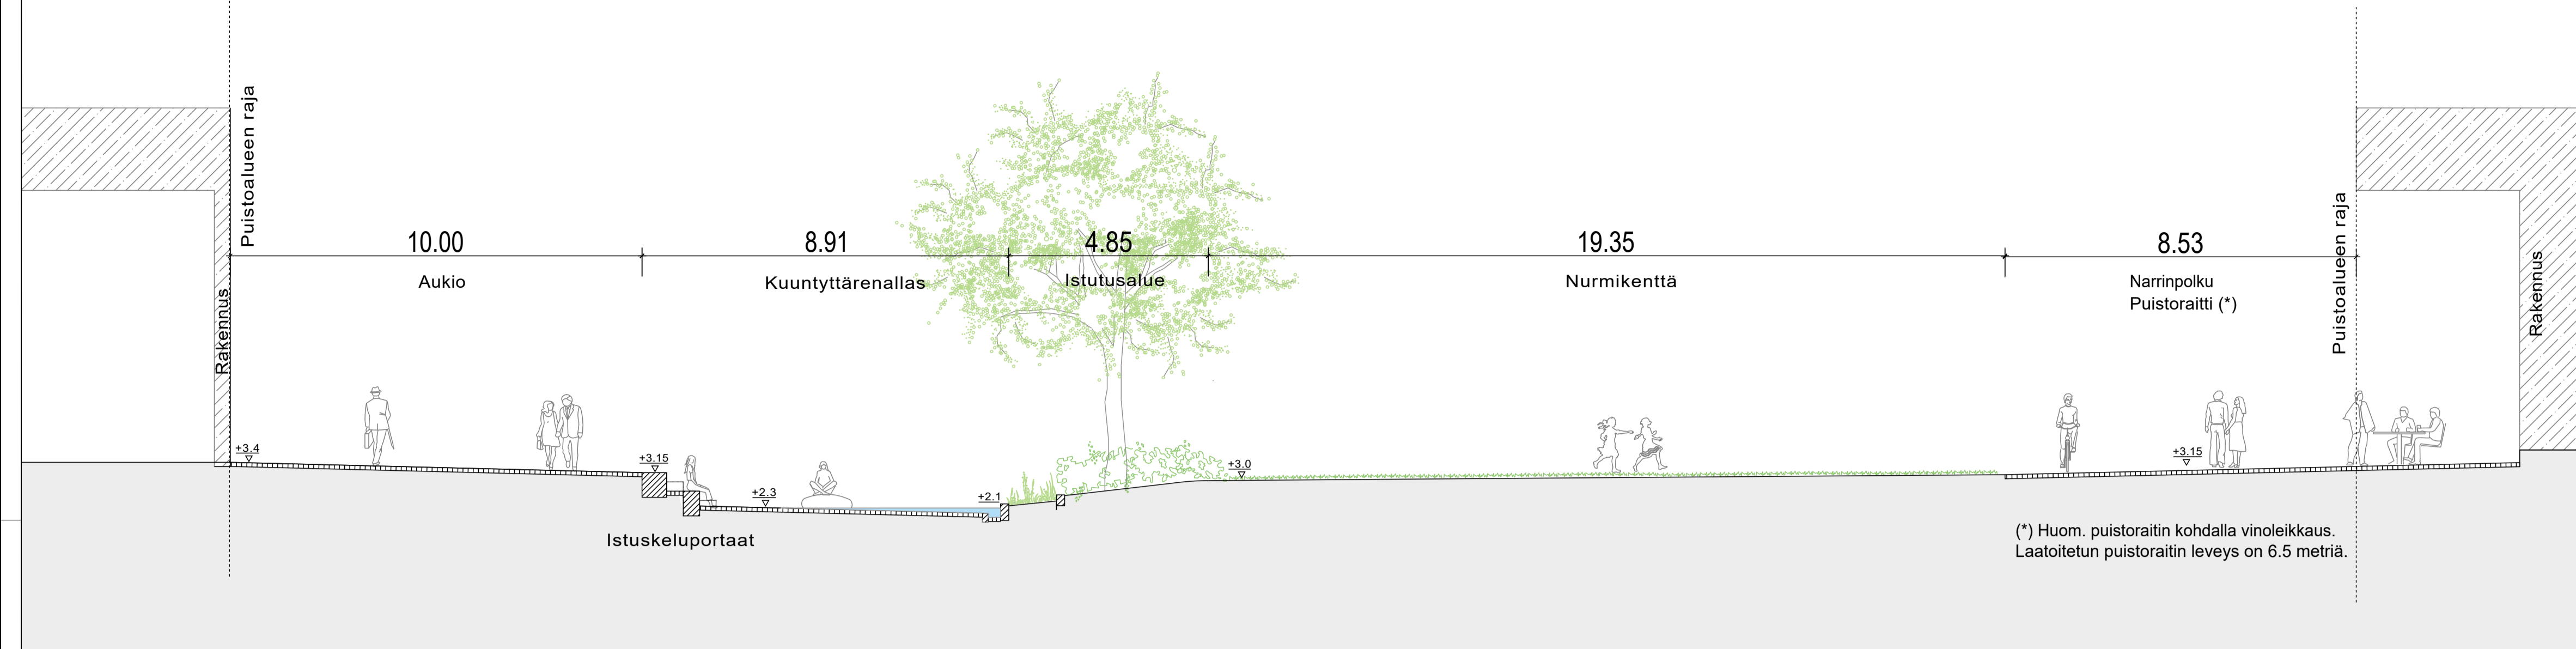 Puistoalueen raja
Rakennus
10.00
Aukio
8.91
Kuuntyttärenallas
4.85
Istutusalue
19.35
Nurmikenttä
8.53
Narrinpolku
Puistoraitti (*)
Puistoalueen raja
Rakennus
+3.4
+3.15
+2.3
+2.1
+3.0
+3.15
Istuskeluportaat
(*) Huom. puistoraitin kohdalla vinoleikkaus.
Laatoitetun puistoraitin leveys on 6.5 metriä.